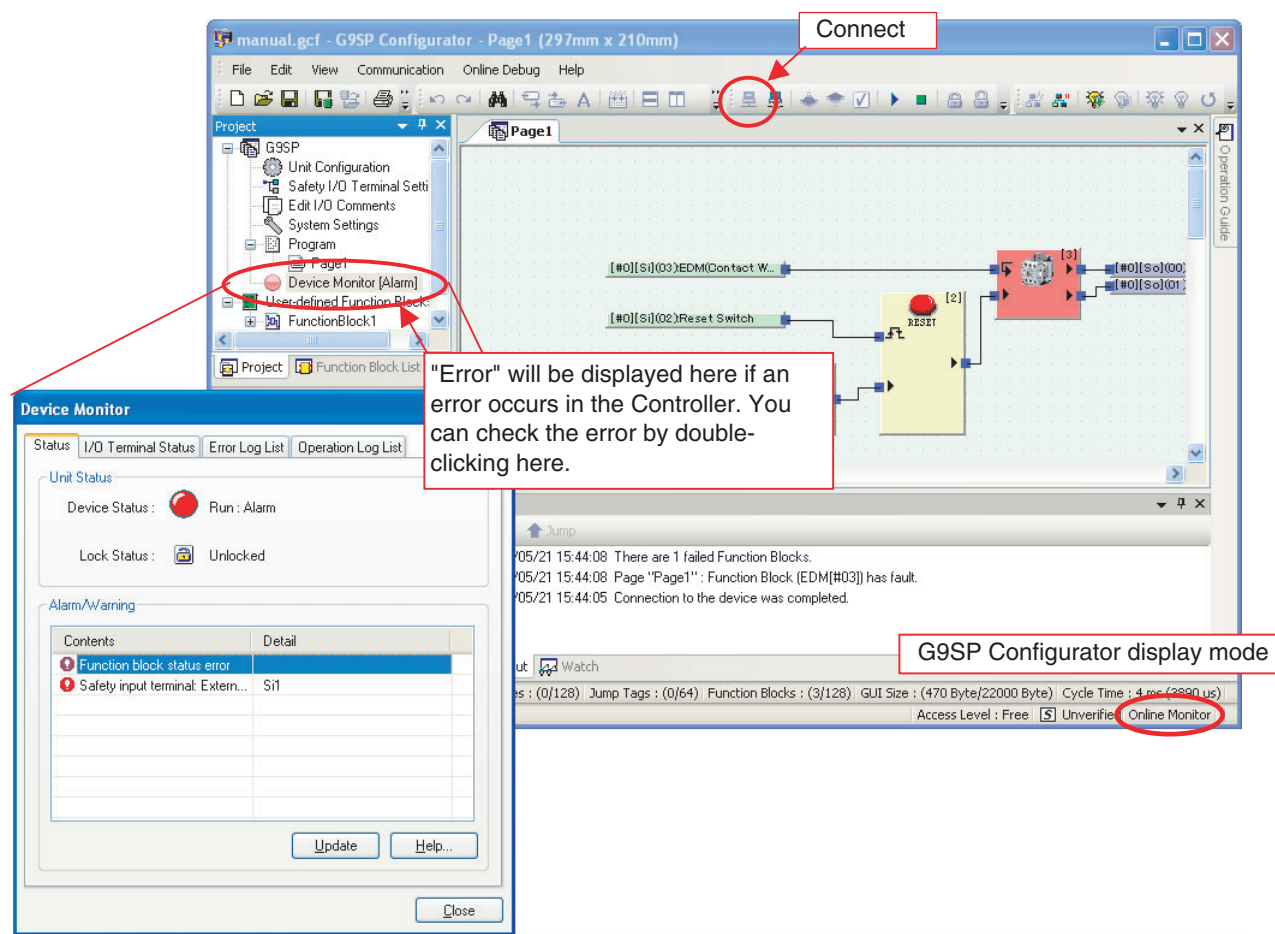 Connect
manual.gcf - G9SP Configurator - Page1 (297mm x 210mm)
File Edit View Communication Online Debug Help
Project
G9SP
Unit Configuration
Safety I/O Terminal Setti
Edit I/O Comments
System Settings
Program
Page1
Device Monitor [Alarm]
User-defined Function Block
FunctionBlock1
Project Function Block List
Page1
Operation Guide
[#0][Si](03):EDM(Contact W...
[3]
[#0][So](00)
[#0][So](01)
[2]
RESET
[#0][Si](02):Reset Switch
"Error" will be displayed here if an
error occurs in the Controller. You
can check the error by double-
clicking here.
Device Monitor
Status I/O Terminal Status Error Log List Operation Log List
Unit Status
Device Status : Run : Alarm
Lock Status : Unlocked
Alarm/Warning
Contents Detail
Function block status error
Safety input terminal: Extern... Si1
Update Help...
Close
Jump
/05/21 15:44:08 There are 1 failed Function Blocks.
/05/21 15:44:08 Page "Page1" : Function Block (EDM[#03]) has fault.
/05/21 15:44:05 Connection to the device was completed.
ut Watch
G9SP Configurator display mode
es : (0/128) Jump Tags : (0/64) Function Blocks : (3/128) GUI Size : (470 Byte/22000 Byte) Cycle Time : 4 ms (3890 us)
Access Level : Free S Unverifie Online Monitor